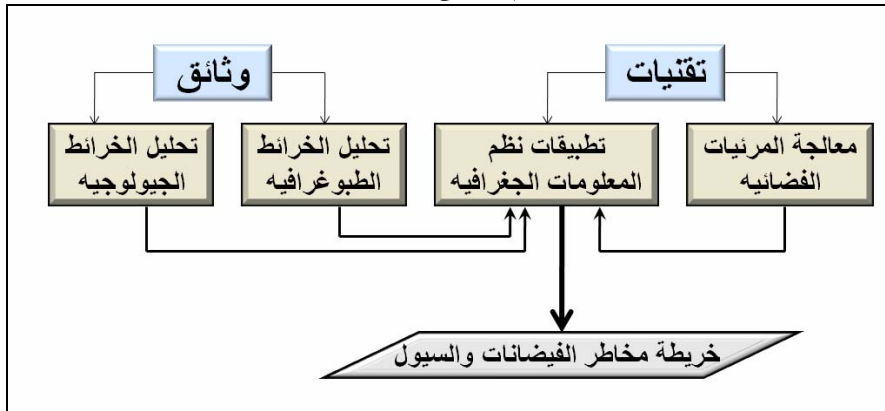 تقنيات
وثائق
معالجة المرئيات
الفضائيه
تطبيقات نظم
المعلومات الجغرافيه
تحليل الخرائط
الطبوغرافيه
تحليل الخرائط
الجيولوجيه
خريطة مخاطر الفيضانات والسيول